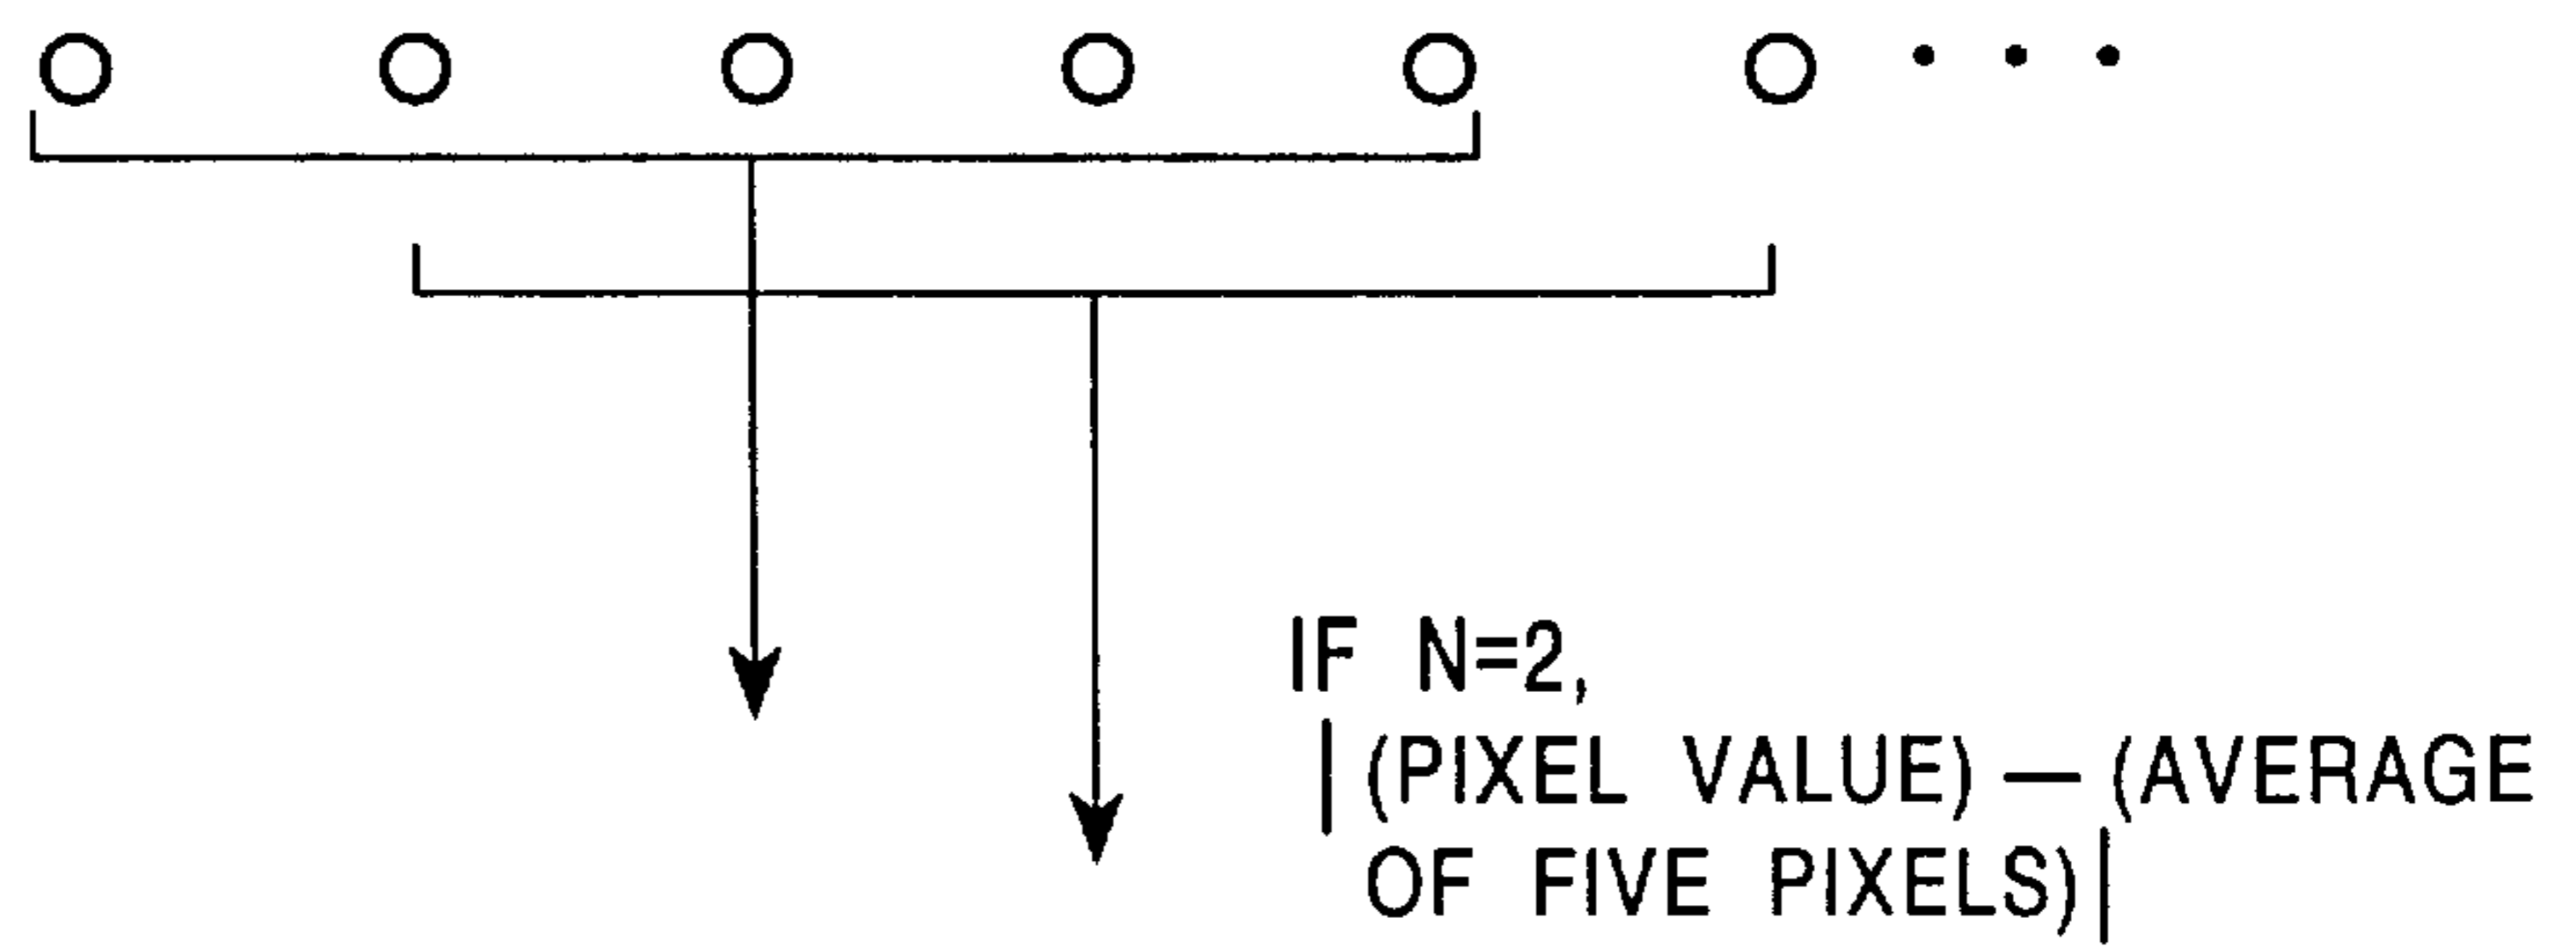 IF N=2,
|(PIXEL VALUE) — (AVERAGE
OF FIVE PIXELS)|